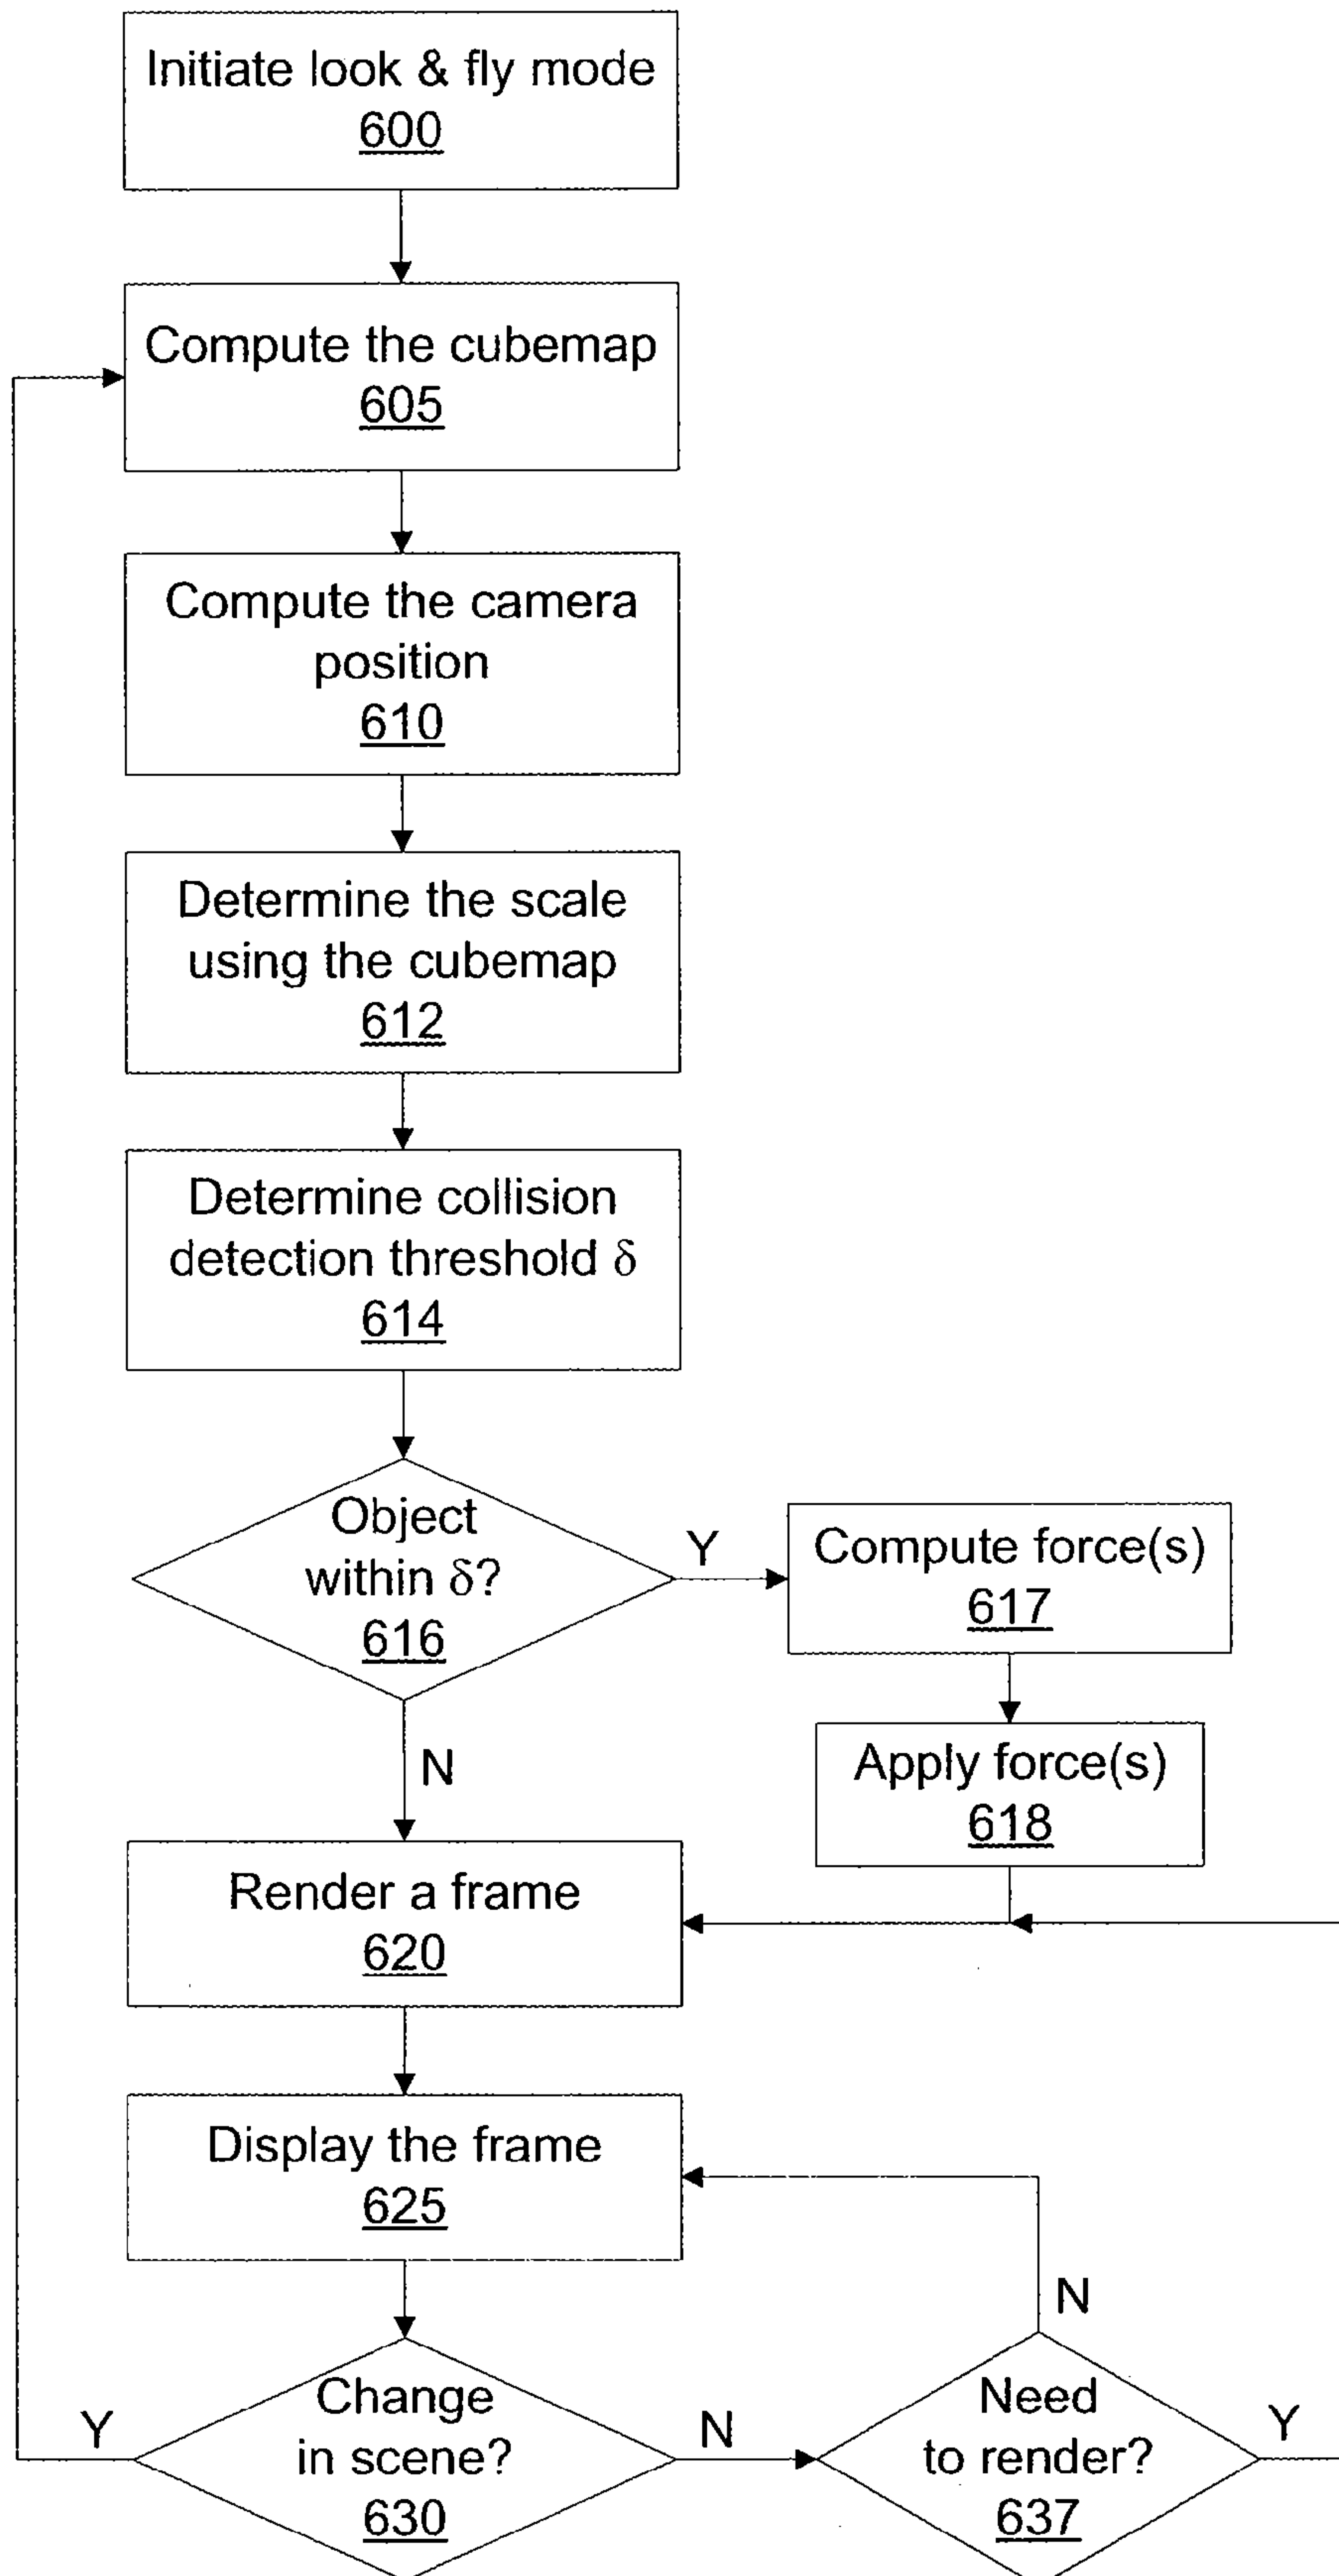 Initiate look & fly mode
600
Compute the cubemap
605
Compute the camera
position
610
Determine the scale
using the cubemap
612
Determine collision
detection threshold δ
614
Object
within δ?
616
Y
Compute force(s)
617
Apply force(s)
618
N
Render a frame
620
Display the frame
625
N
Change
in scene?
630
Y
N
Need
to render?
637
Y